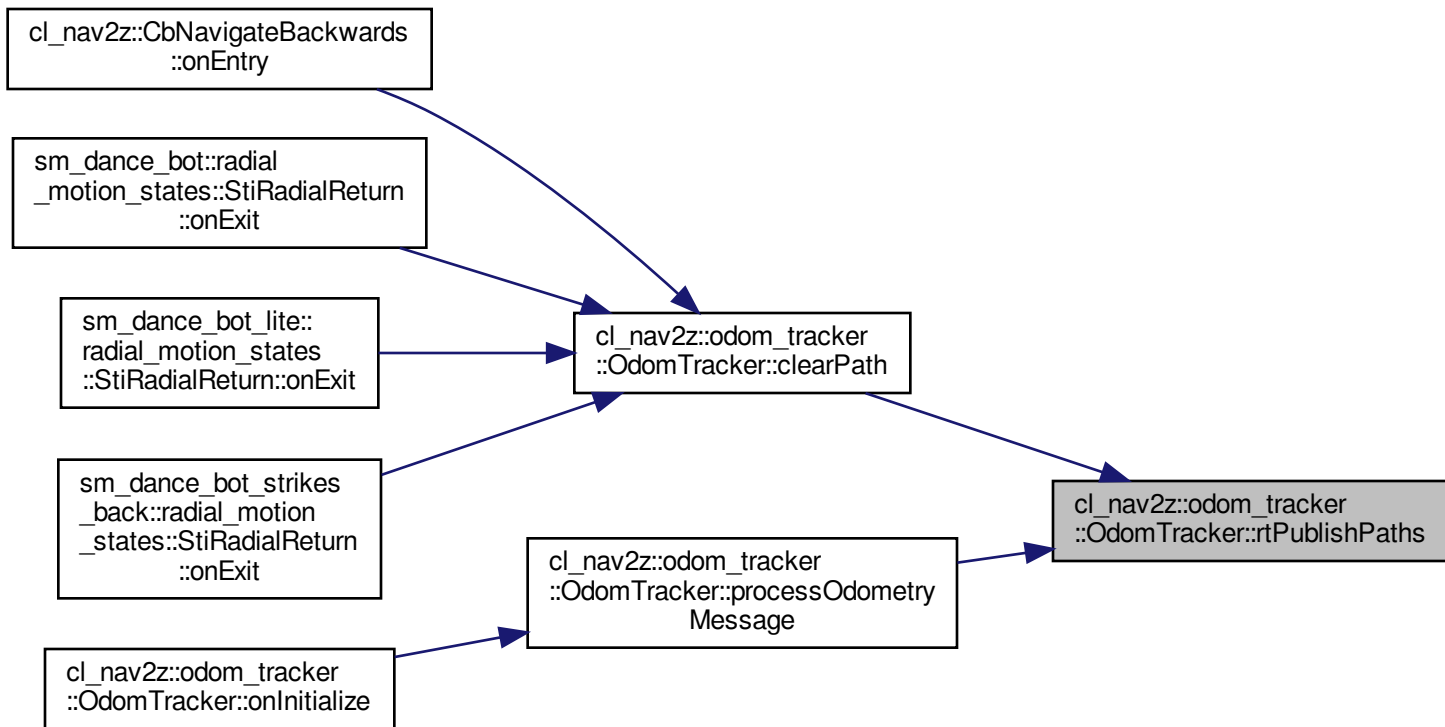 cl_nav2z::CbNavigateBackwards
::onEntry
sm_dance_bot::radial
_motion_states::StiRadialReturn
::onExit
sm_dance_bot_lite::
radial_motion_states
::StiRadialReturn::onExit
sm_dance_bot_strikes
_back::radial_motion
_states::StiRadialReturn
::onExit
cl_nav2z::odom_tracker
::OdomTracker::onInitialize
cl_nav2z::odom_tracker
::OdomTracker::clearPath
cl_nav2z::odom_tracker
::OdomTracker::processOdometry
Message
cl_nav2z::odom_tracker
::OdomTracker::rtPublishPaths